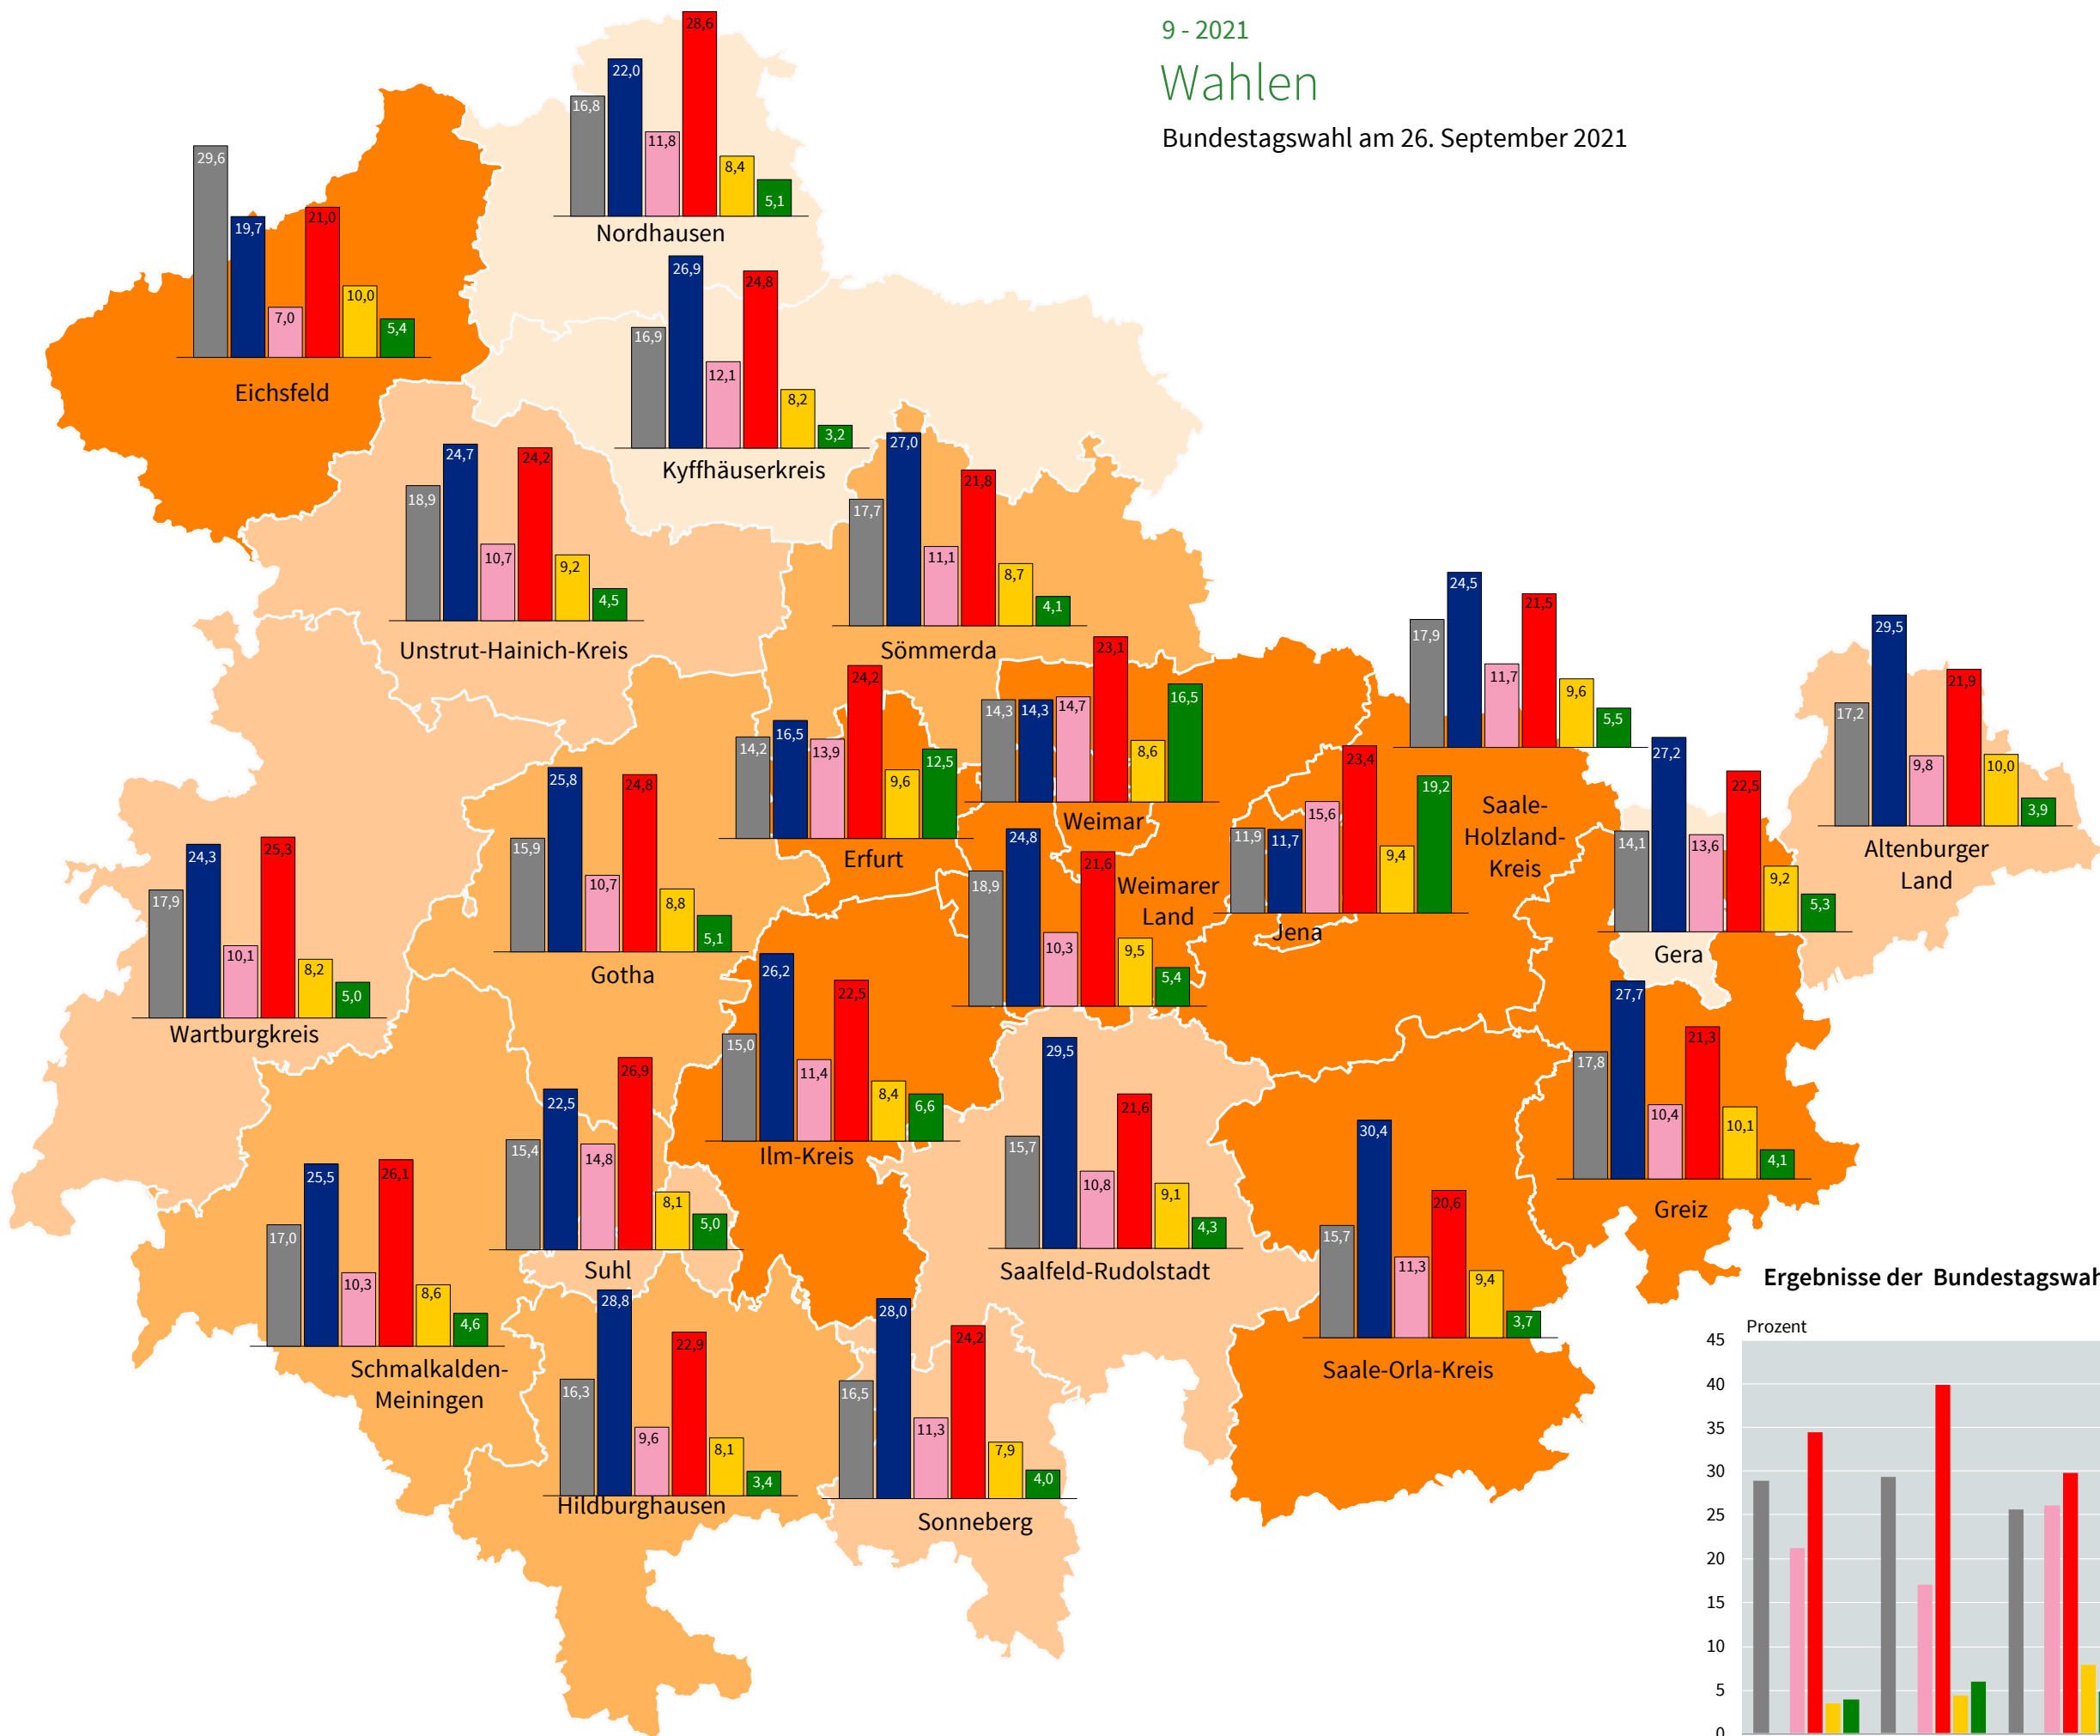 9 - 2021
Wahlen
Bundestagswahl am 26. September 2021
16,8 22,0 11,8 28,6 8,4 5,1
Nordhausen
29,6 19,7 7,0 21,0 10,0 5,4
Eichsfeld
16,9 26,9 12,1 24,8 8,2 3,2
Kyffhäuserkreis
18,9 24,7 10,7 24,2 9,2 4,5
Unstrut-Hainich-Kreis
17,7 27,0 11,1 21,8 8,7 4,1
Sömmerda
14,2 16,5 13,9 24,2 9,6 12,5
Erfurt
14,3 14,3 14,7 23,1 8,6 16,5
Weimar
17,9 24,5 11,7 21,5 9,6 5,5
Saale-
Holzland-
Kreis
17,2 29,5 9,8 21,9 10,0 3,9
Altenburger
Land
15,9 25,8 10,7 24,8 8,8 5,1
Gotha
18,9 24,8 10,3 21,6 9,5 5,4
Weimarer
Land
11,9 11,7 15,6 23,4 9,4 19,2
Jena
14,1 27,2 13,6 22,5 9,2 5,3
Gera
17,9 24,3 10,1 25,3 8,2 5,0
Wartburgkreis
15,0 26,2 11,4 22,5 8,4 6,6
Ilm-Kreis
17,8 27,7 10,4 21,3 10,1 4,1
Greiz
15,4 22,5 14,8 26,9 8,1 5,0
Suhl
15,7 29,5 10,8 21,6 9,1 4,3
Saalfeld-Rudolstadt
15,7 30,4 11,3 20,6 9,4 3,7
Saale-Orla-Kreis
17,0 25,5 10,3 26,1 8,6 4,6
Schmalkalden-
Meiningen
16,3 28,8 9,6 22,9 8,1 3,4
Hildburghausen
16,5 28,0 11,3 24,2 7,9 4,0
Sonneberg
Ergebnisse der Bundestagswah
Prozent
45
40
35
30
25
20
15
10
5
0